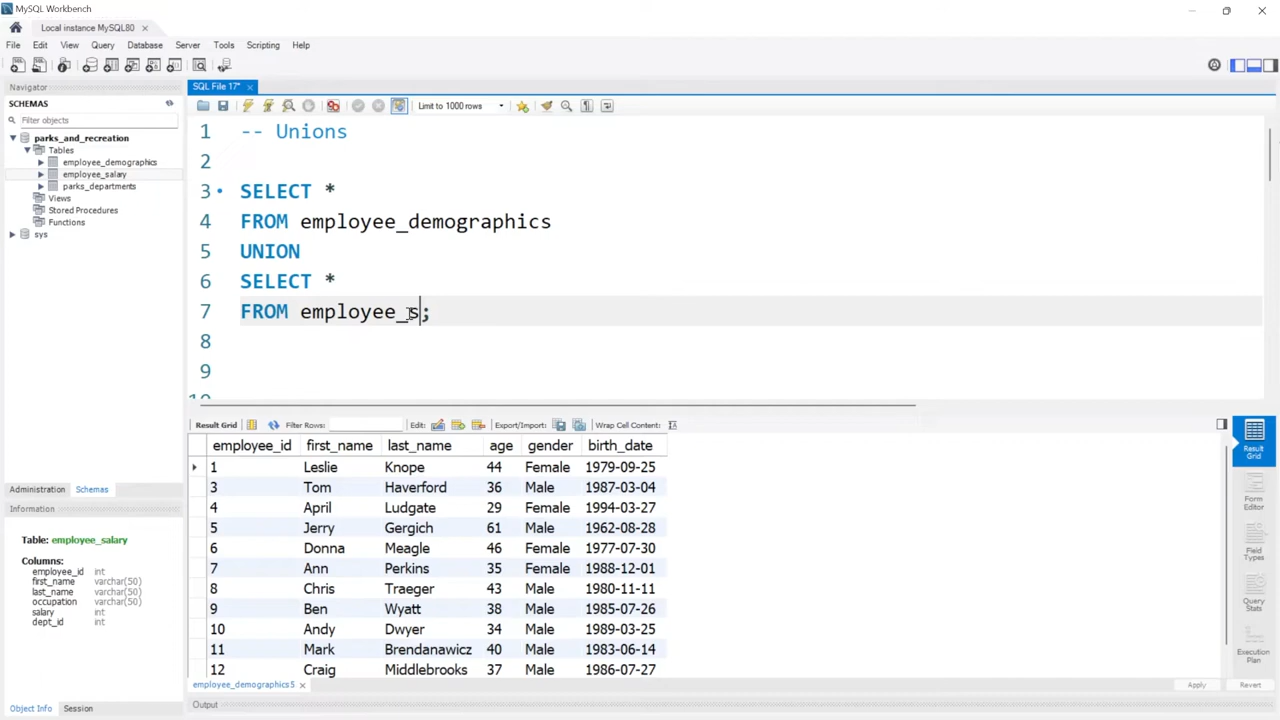 MySQL Workbench
Local instance MySQL80
File Edit View Query Database Server Tools Scripting Help
Navigator
SCHEMAS
Filter objects
parks_and_recreation
Tables
employee_demographics
employee_salary
parks_departments
Views
Stored Procedures
Functions
sys
Administration Schemas
Information
Table: employee_salary
Columns:
employee_id int
first_name varchar(50)
last_name varchar(50)
occupation varchar(50)
salary int
dept_id int
Object Info Session
SQL File 17*
Limit to 1000 rows
1 -- Unions
2
3 SELECT *
4 FROM employee_demographics
5 UNION
6 SELECT *
7 FROM employee_s;
8
9
10
Result Grid Filter Rows: Edit: Export/Import: Wrap Cell Content:
employee_id first_name last_name age gender birth_date
1 Leslie Knope 44 Female 1979-09-25
3 Tom Haverford 36 Male 1987-03-04
4 April Ludgate 29 Female 1994-03-27
5 Jerry Gergich 61 Male 1962-08-28
6 Donna Meagle 46 Female 1977-07-30
7 Ann Perkins 35 Female 1988-12-01
8 Chris Traeger 43 Male 1980-11-11
9 Ben Wyatt 38 Male 1985-07-26
10 Andy Dwyer 34 Male 1989-03-25
11 Mark Brendanawicz 40 Male 1983-06-14
12 Craig Middlebrooks 37 Male 1986-07-27
Result
Grid
Form
Editor
Field
Types
Query
Stats
Execution
Plan
employee_demographics5
Apply Revert
Output